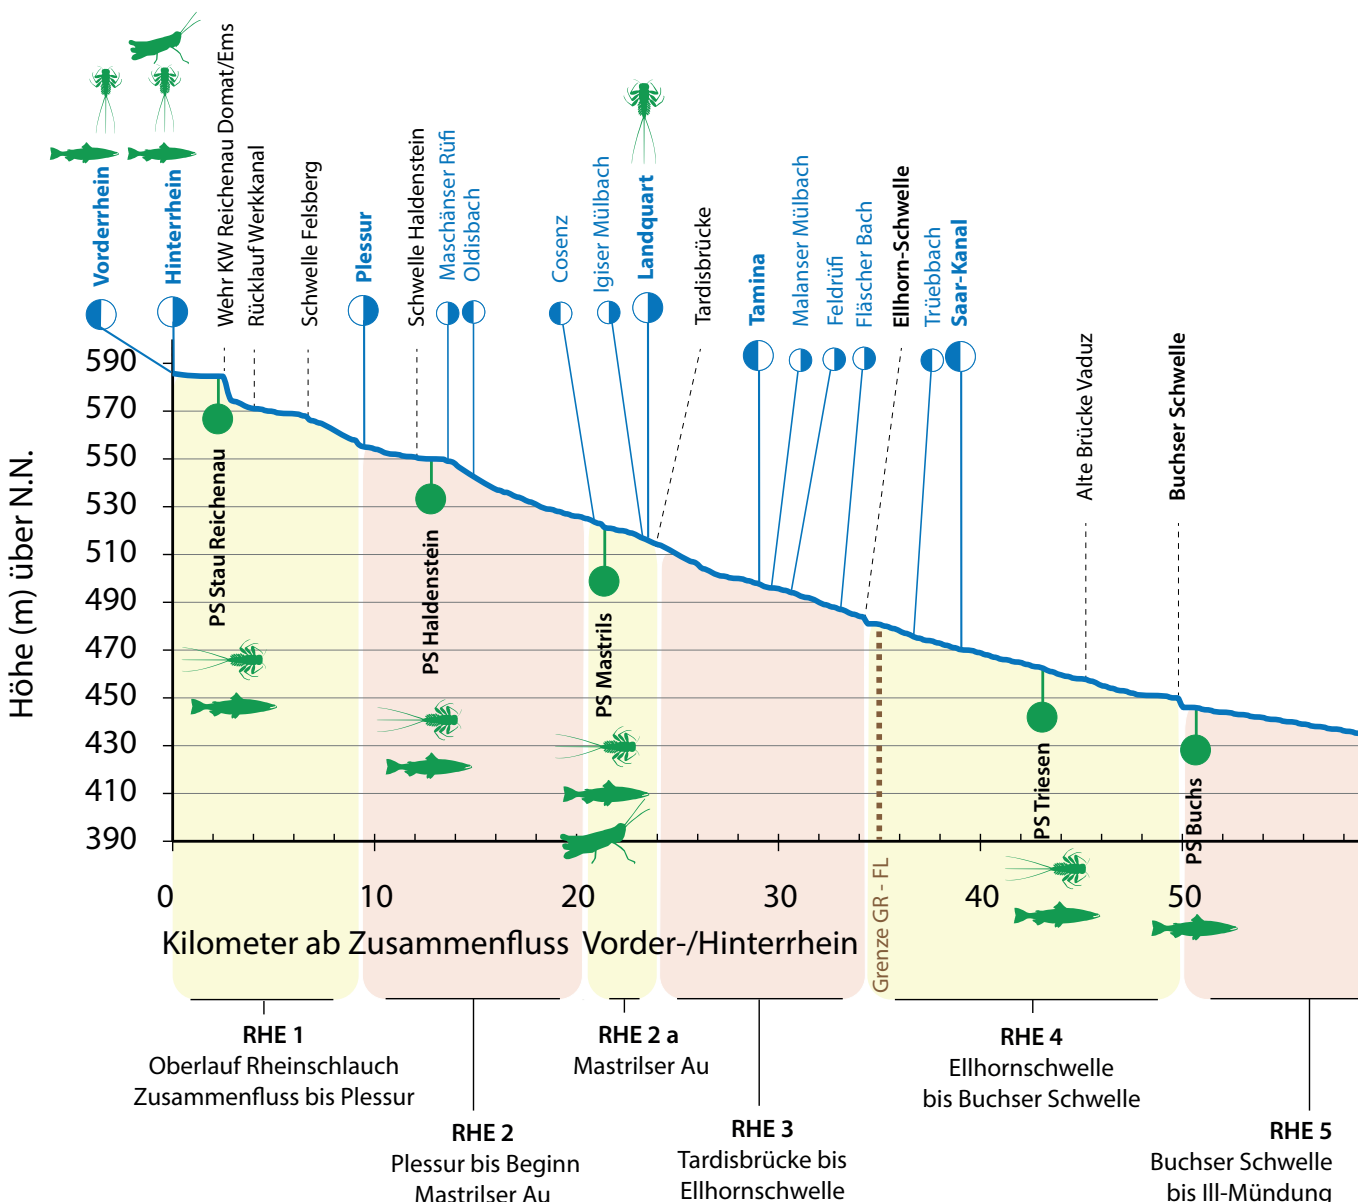 Vorderrhein
Hinterrhein
Wehr KW Reichenau Domat/Ems
Rücklauf Werkkanal
Schwelle Felsberg
Plessur
Schwelle Haldenstein
Maschänser Rüfi
Oldisbach
Cosenz
Igiser Mülbach
Landquart
Tardisbrücke
Tamina
Malanser Mülbach
Feldrüfi
Fläscher Bach
Ellhorn-Schwelle
Trüebbach
Saar-Kanal
Alte Brücke Vaduz
Buchser Schwelle
Höhe (m) über N.N.
590
570
550
530
510
490
470
450
430
410
390
PS Stau Reichenau
PS Haldenstein
PS Mastrils
PS Triesen
PS Buchs
Grenze GR - FL
0 10 20 30 40 50
Kilometer ab Zusammenfluss Vorder-/Hinterrhein
RHE 1
Oberlauf Rheinschlauch
Zusammenfluss bis Plessur
RHE 2
Plessur bis Beginn
Mastrilser Au
RHE 2 a
Mastrilser Au
RHE 3
Tardisbrücke bis
Ellhornschwelle
RHE 4
Ellhornschwelle
bis Buchser Schwelle
RHE 5
Buchser Schwelle
bis Ill-Mündung